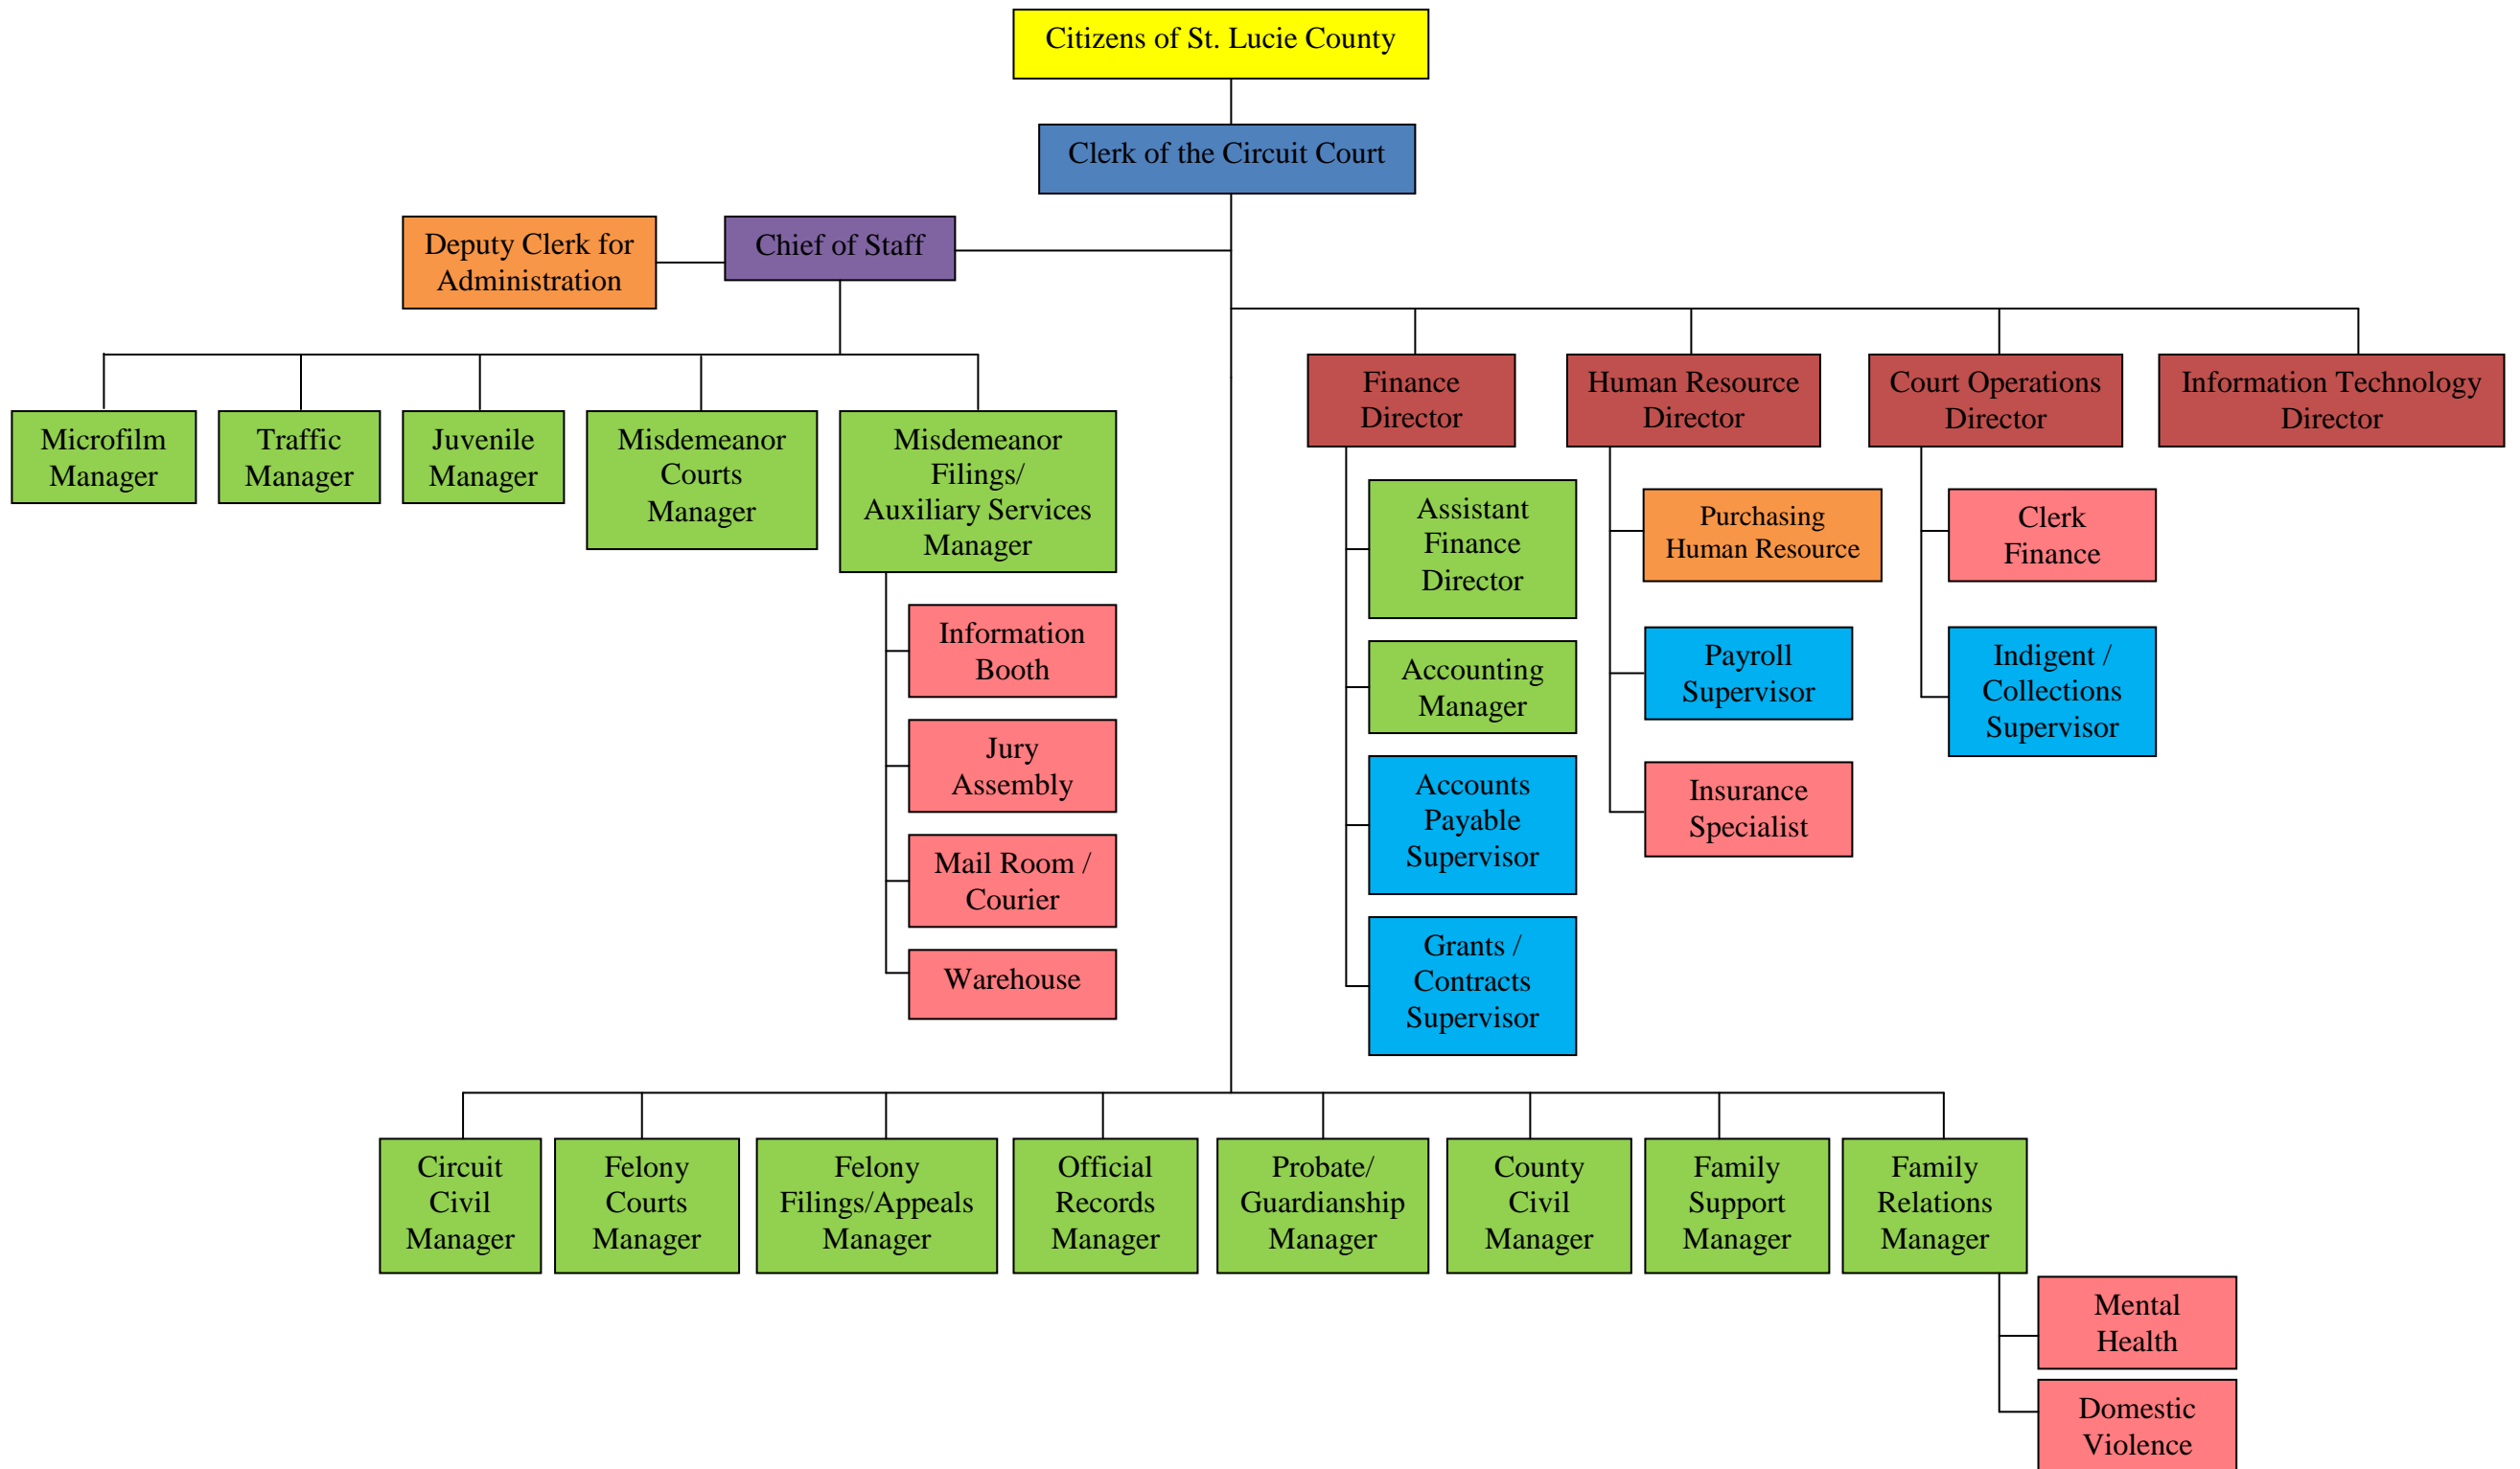 Citizens of St. Lucie County
Clerk of the Circuit Court
Deputy Clerk for
Administration
Chief of Staff
Finance
Director
Human Resource
Director
Court Operations
Director
Information Technology
Director
Microfilm
Manager
Traffic
Manager
Juvenile
Manager
Misdemeanor
Courts
Manager
Misdemeanor
Filings/
Auxiliary Services
Manager
Information
Booth
Jury
Assembly
Mail Room /
Courier
Warehouse
Assistant
Finance
Director
Accounting
Manager
Accounts
Payable
Supervisor
Grants /
Contracts
Supervisor
Purchasing
Human Resource
Payroll
Supervisor
Insurance
Specialist
Clerk
Finance
Indigent /
Collections
Supervisor
Circuit
Civil
Manager
Felony
Courts
Manager
Felony
Filings/Appeals
Manager
Official
Records
Manager
Probate/
Guardianship
Manager
County
Civil
Manager
Family
Support
Manager
Family
Relations
Manager
Mental
Health
Domestic
Violence